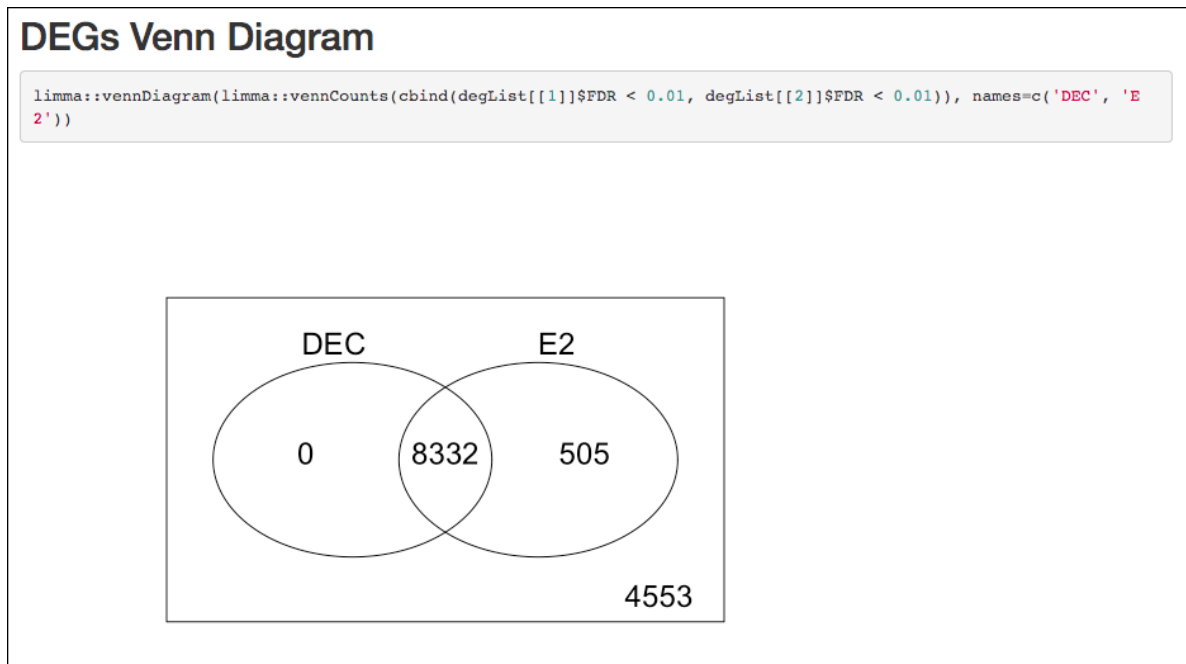 DEGs Venn Diagram
limma::vennDiagram(limma::vennCounts(cbind(degList[[1]]$FDR < 0.01, degList[[2]]$FDR < 0.01)), names=c('DEC', 'E
2'))
DEC E2
0 8332 505
4553